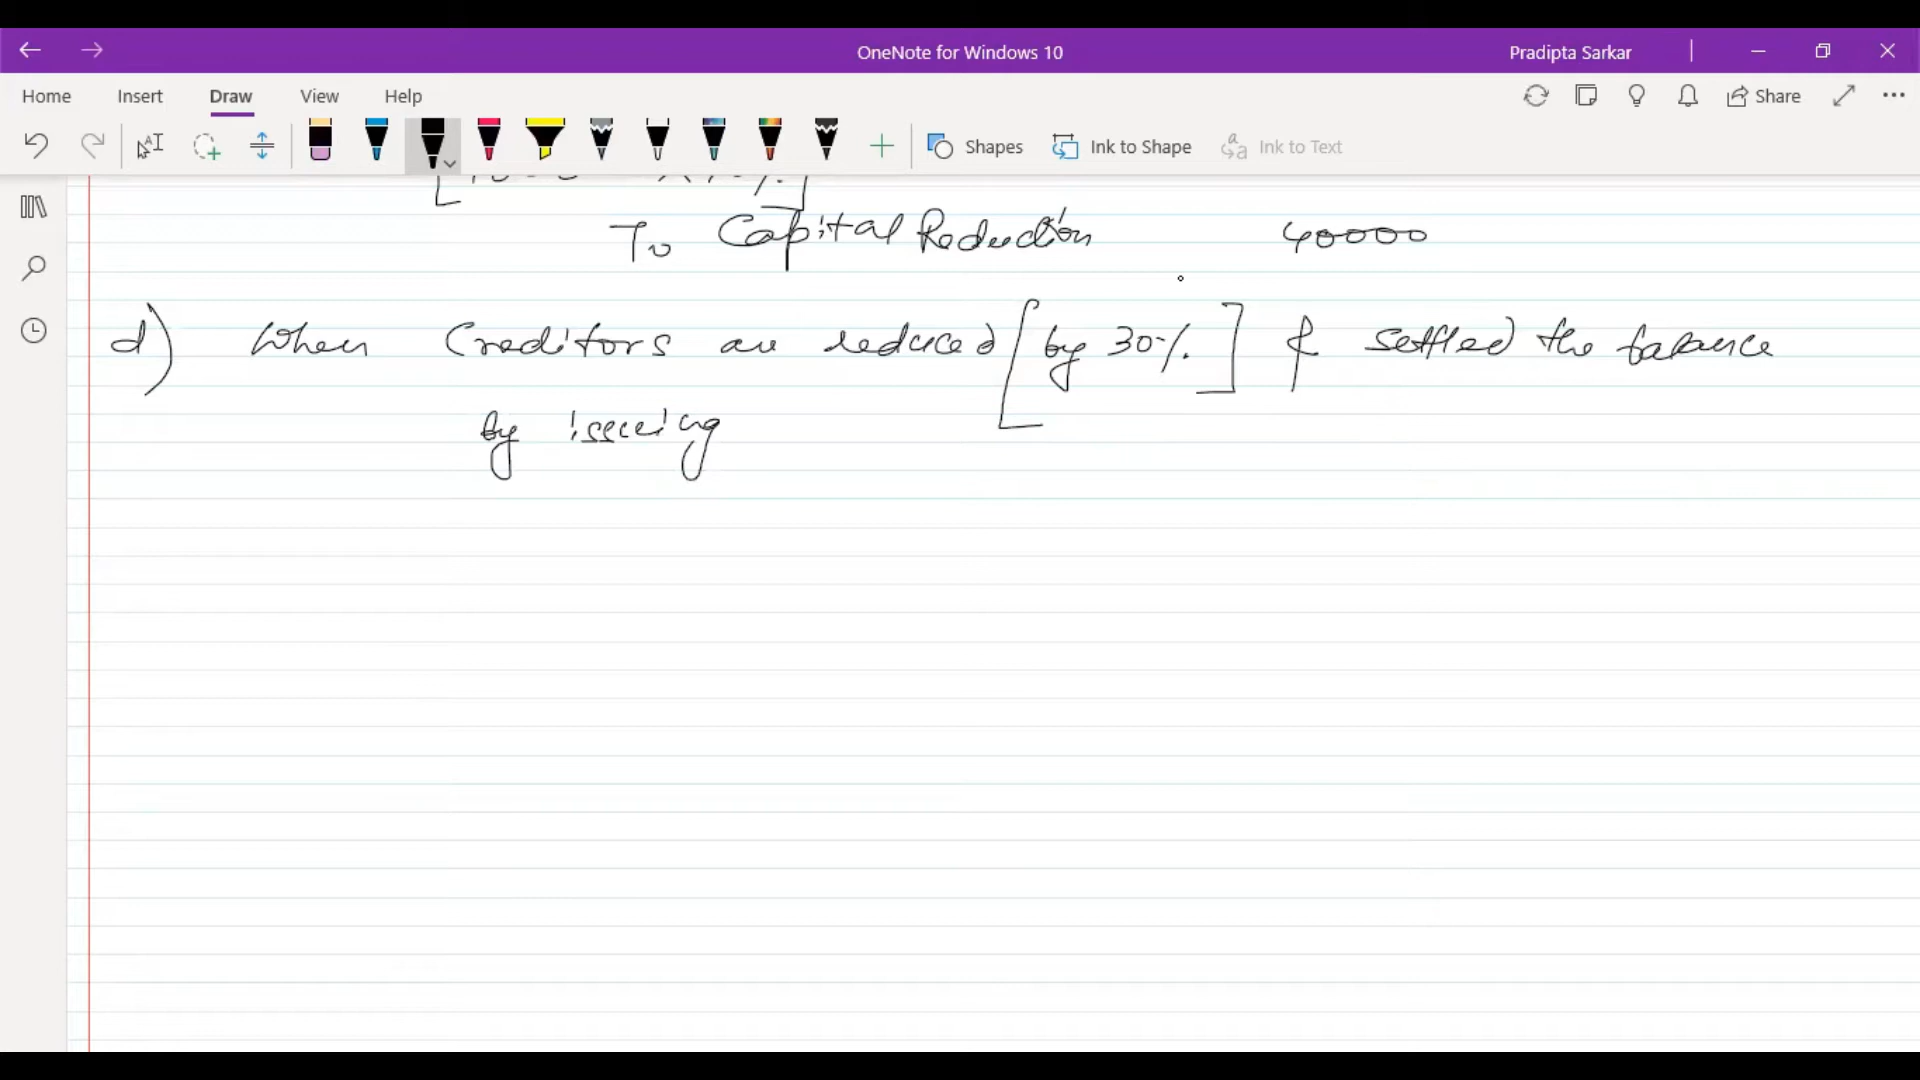 OneNote for Windows 10
Pradipta Sarkar
Home Insert Draw View Help
Share
Shapes Ink to Shape Ink to Text
To Capital Reduction 40000
d) When Creditors are reduced [by 30%] & settled the balance
by issueing